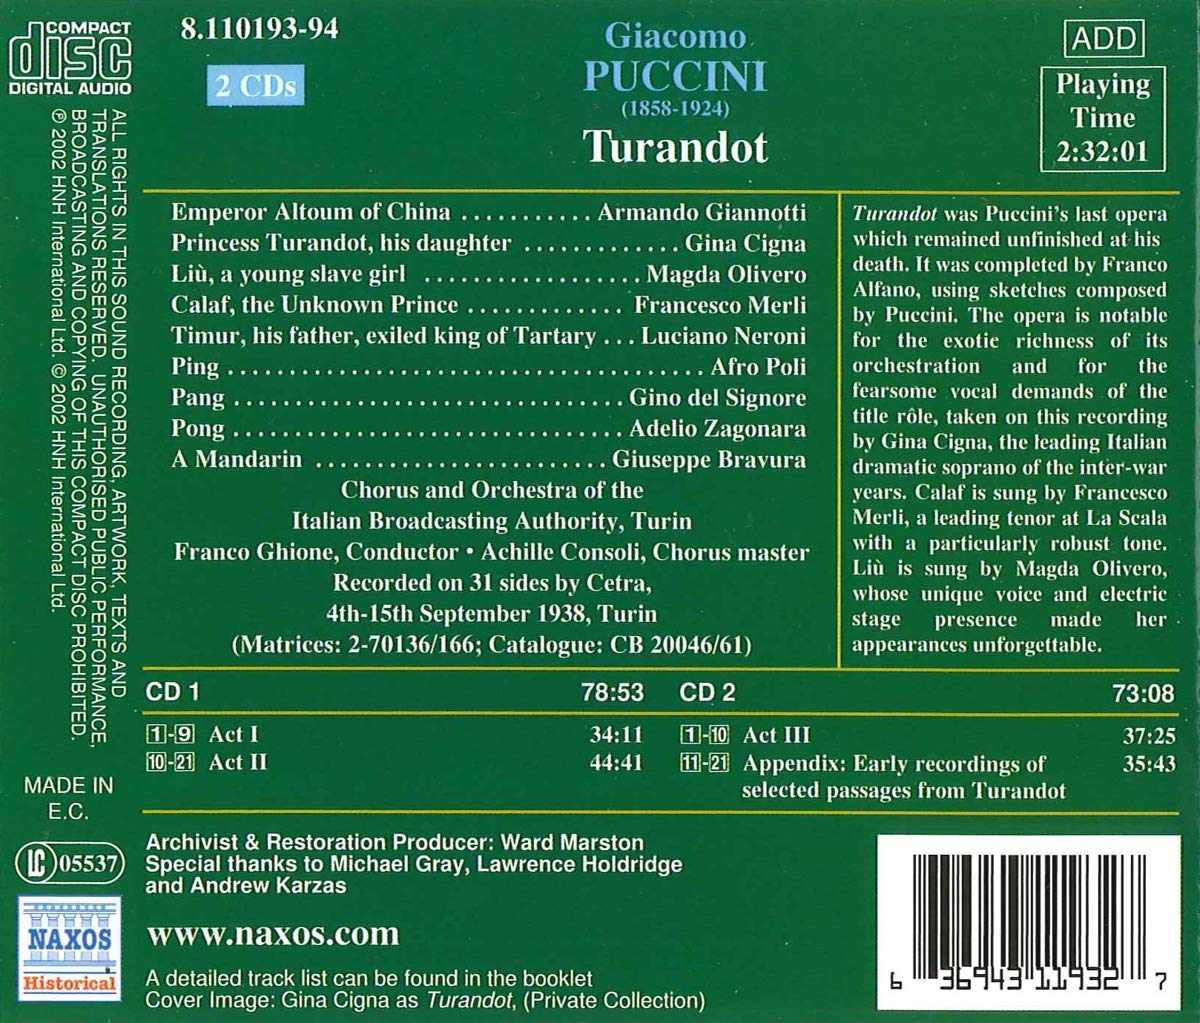 COMPACT
disc
DIGITAL AUDIO
8.110193-94
2 CDs
Giacomo
PUCCINI
(1858-1924)
Turandot
ADD
Playing
Time
2:32:01
ALL RIGHTS IN THIS SOUND RECORDING, ARTWORK, TEXTS AND
TRANSLATIONS RESERVED. UNAUTHORISED PUBLIC PERFORMANCE,
BROADCASTING AND COPYING OF THIS COMPACT DISC PROHIBITED.
℗ 2002 HNH International Ltd. © 2002 HNH International Ltd.
Emperor Altoum of China ........... Armando Giannotti
Princess Turandot, his daughter ............. Gina Cigna
Liù, a young slave girl .................... Magda Olivero
Calaf, the Unknown Prince ............. Francesco Merli
Timur, his father, exiled king of Tartary ... Luciano Neroni
Ping ............................................ Afro Poli
Pang .................................... Gino del Signore
Pong .................................... Adelio Zagonara
A Mandarin ........................... Giuseppe Bravura
Chorus and Orchestra of the
Italian Broadcasting Authority, Turin
Franco Ghione, Conductor • Achille Consoli, Chorus master
Recorded on 31 sides by Cetra,
4th-15th September 1938, Turin
(Matrices: 2-70136/166; Catalogue: CB 20046/61)
Turandot was Puccini's last opera
which remained unfinished at his
death. It was completed by Franco
Alfano, using sketches composed
by Puccini. The opera is notable
for the exotic richness of its
orchestration and for the
fearsome vocal demands of the
title rôle, taken on this recording
by Gina Cigna, the leading Italian
dramatic soprano of the inter-war
years. Calaf is sung by Francesco
Merli, a leading tenor at La Scala
with a particularly robust tone.
Liù is sung by Magda Olivero,
whose unique voice and electric
stage presence made her
appearances unforgettable.
CD 1 78:53
1-9 Act I 34:11
10-21 Act II 44:41
CD 2 73:08
1-10 Act III 37:25
11-21 Appendix: Early recordings of 35:43
selected passages from Turandot
MADE IN
E.C.
LC 05537
NAXOS
Historical
Archivist & Restoration Producer: Ward Marston
Special thanks to Michael Gray, Lawrence Holdridge
and Andrew Karzas
www.naxos.com
A detailed track list can be found in the booklet
Cover Image: Gina Cigna as Turandot, (Private Collection)
6 36943 11932 7